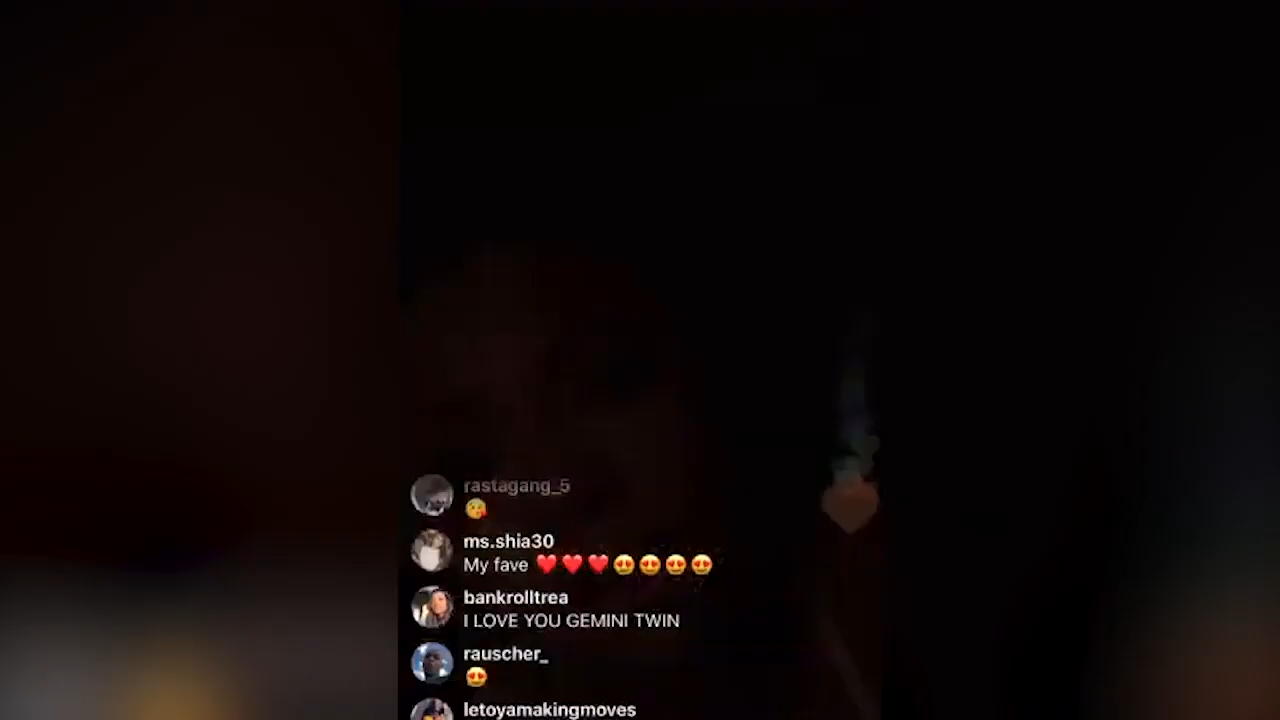 rastagang_5
😘
ms.shia30
My fave ❤️❤️❤️😍😍😍😍
bankrolltrea
I LOVE YOU GEMINI TWIN
rauscher_
😍
letoyamakingmoves